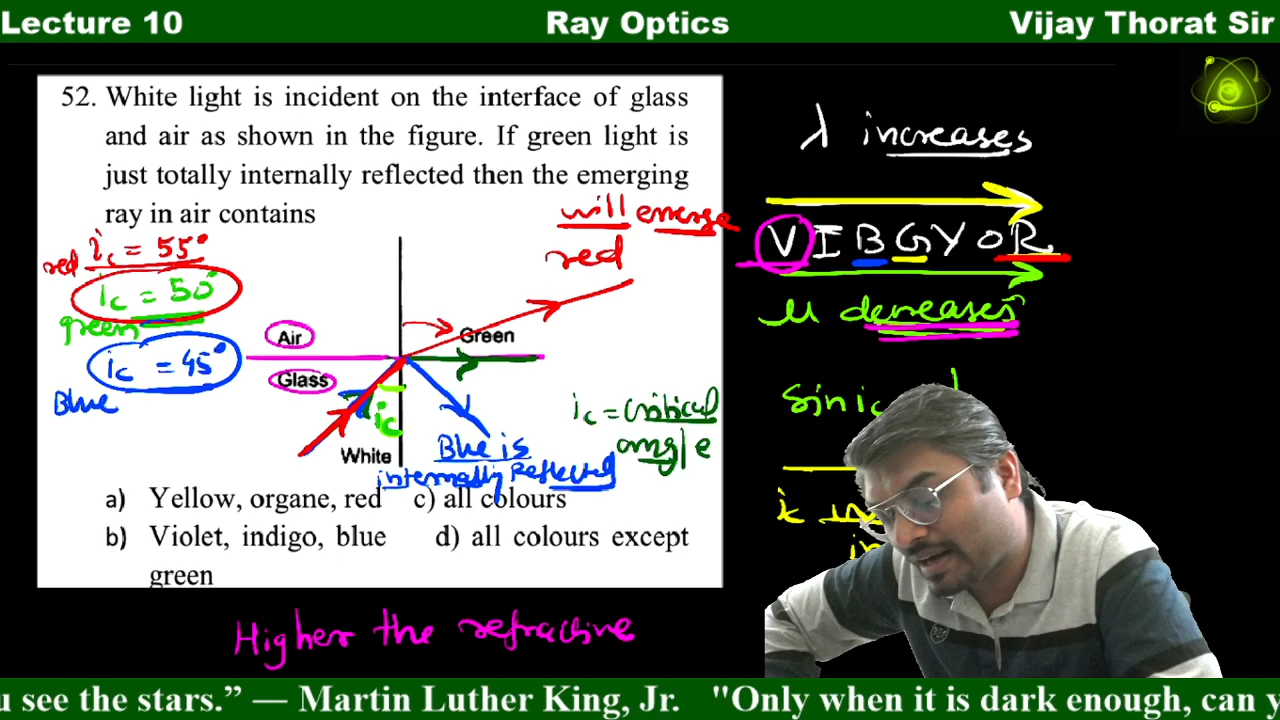 Lecture 10
Ray Optics
Vijay Thorat Sir
52. White light is incident on the interface of glass
and air as shown in the figure. If green light is
just totally internally reflected then the emerging
ray in air contains
will emerge
red
red ic = 55°
ic = 50°
green
ic = 45°
Blue
Air
Glass
Green
ic
White
Blue is
internally Reflected
ic = critical
angle
a) Yellow, organe, red c) all colours
b) Violet, indigo, blue d) all colours except
green
Higher the refractive
λ increases
V I B G Y O R
μ decreases
sin ic
u see the stars.” — Martin Luther King, Jr. "Only when it is dark enough, can y